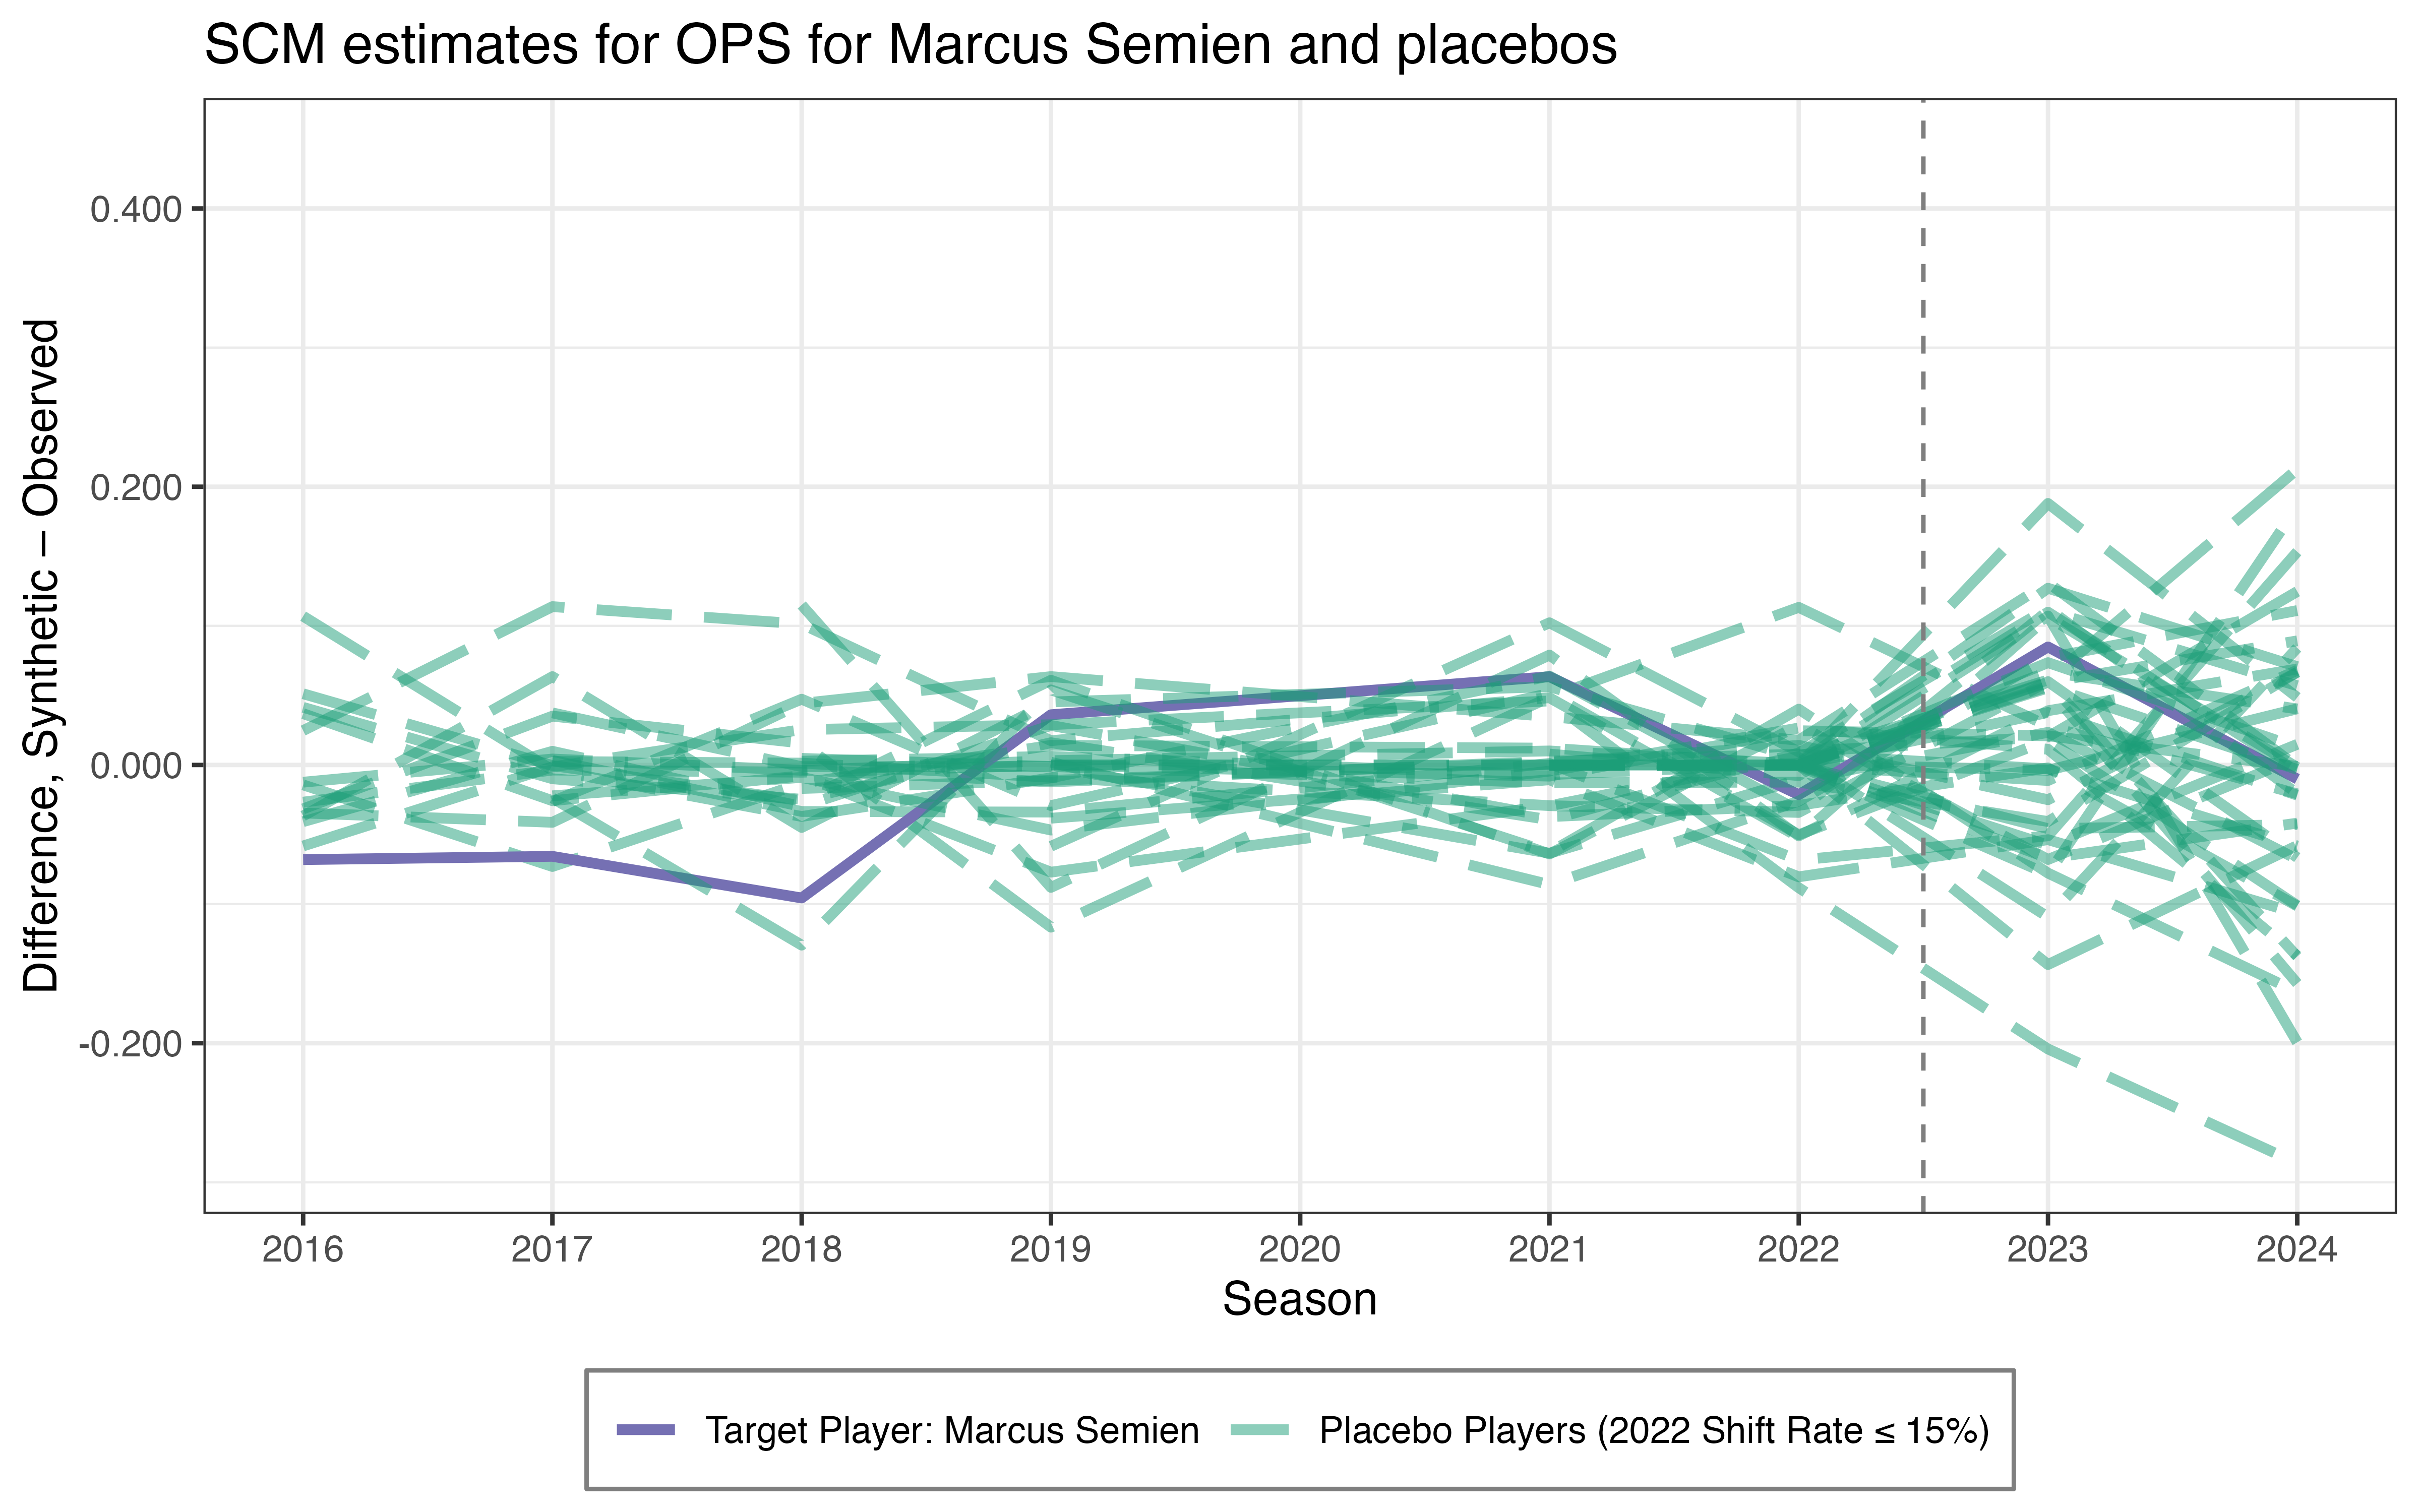 SCM estimates for OPS for Marcus Semien and placebos
Difference, Synthetic – Observed
0.400
0.200
0.000
-0.200
2016 2017 2018 2019 2020 2021 2022 2023 2024
Season
Target Player: Marcus Semien Placebo Players (2022 Shift Rate ≤ 15%)